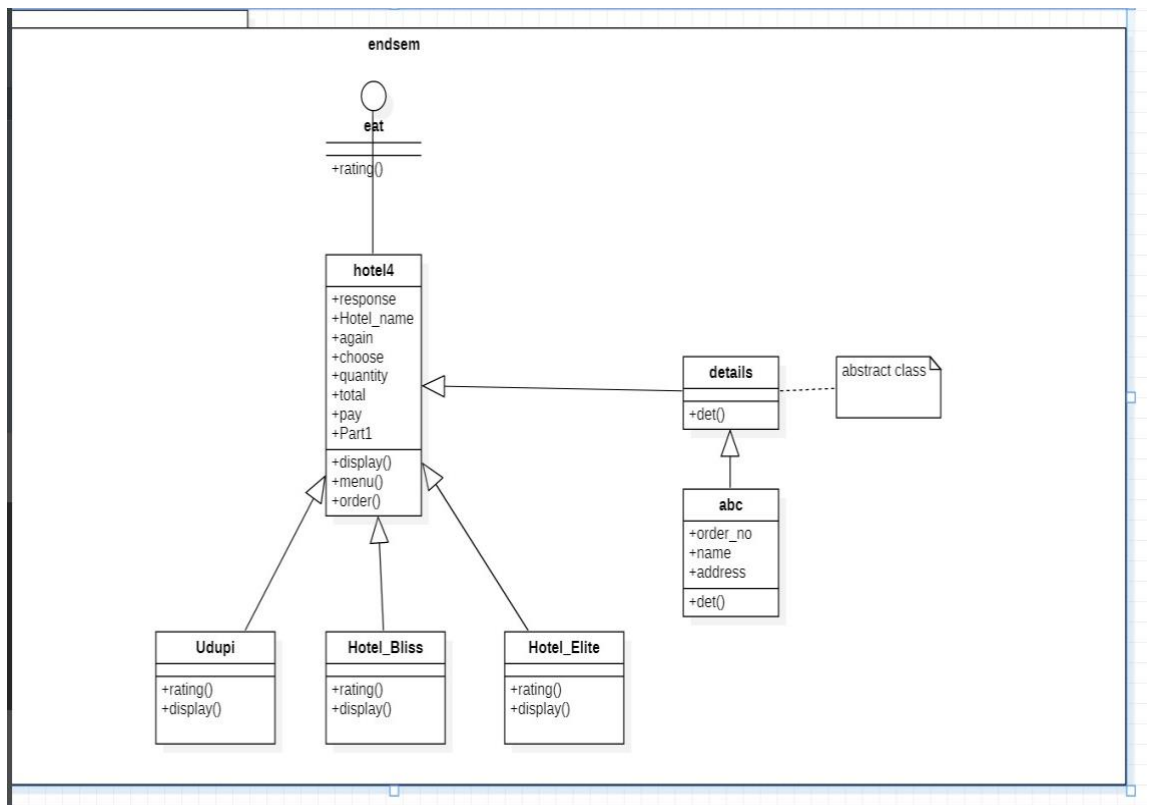 endsem
eat
+rating()
hotel4
+response
+Hotel_name
+again
+choose
+quantity
+total
+pay
+Part1
+display()
+menu()
+order()
details
+det()
abstract class
abc
+order_no
+name
+address
+det()
Udupi
+rating()
+display()
Hotel_Bliss
+rating()
+display()
Hotel_Elite
+rating()
+display()